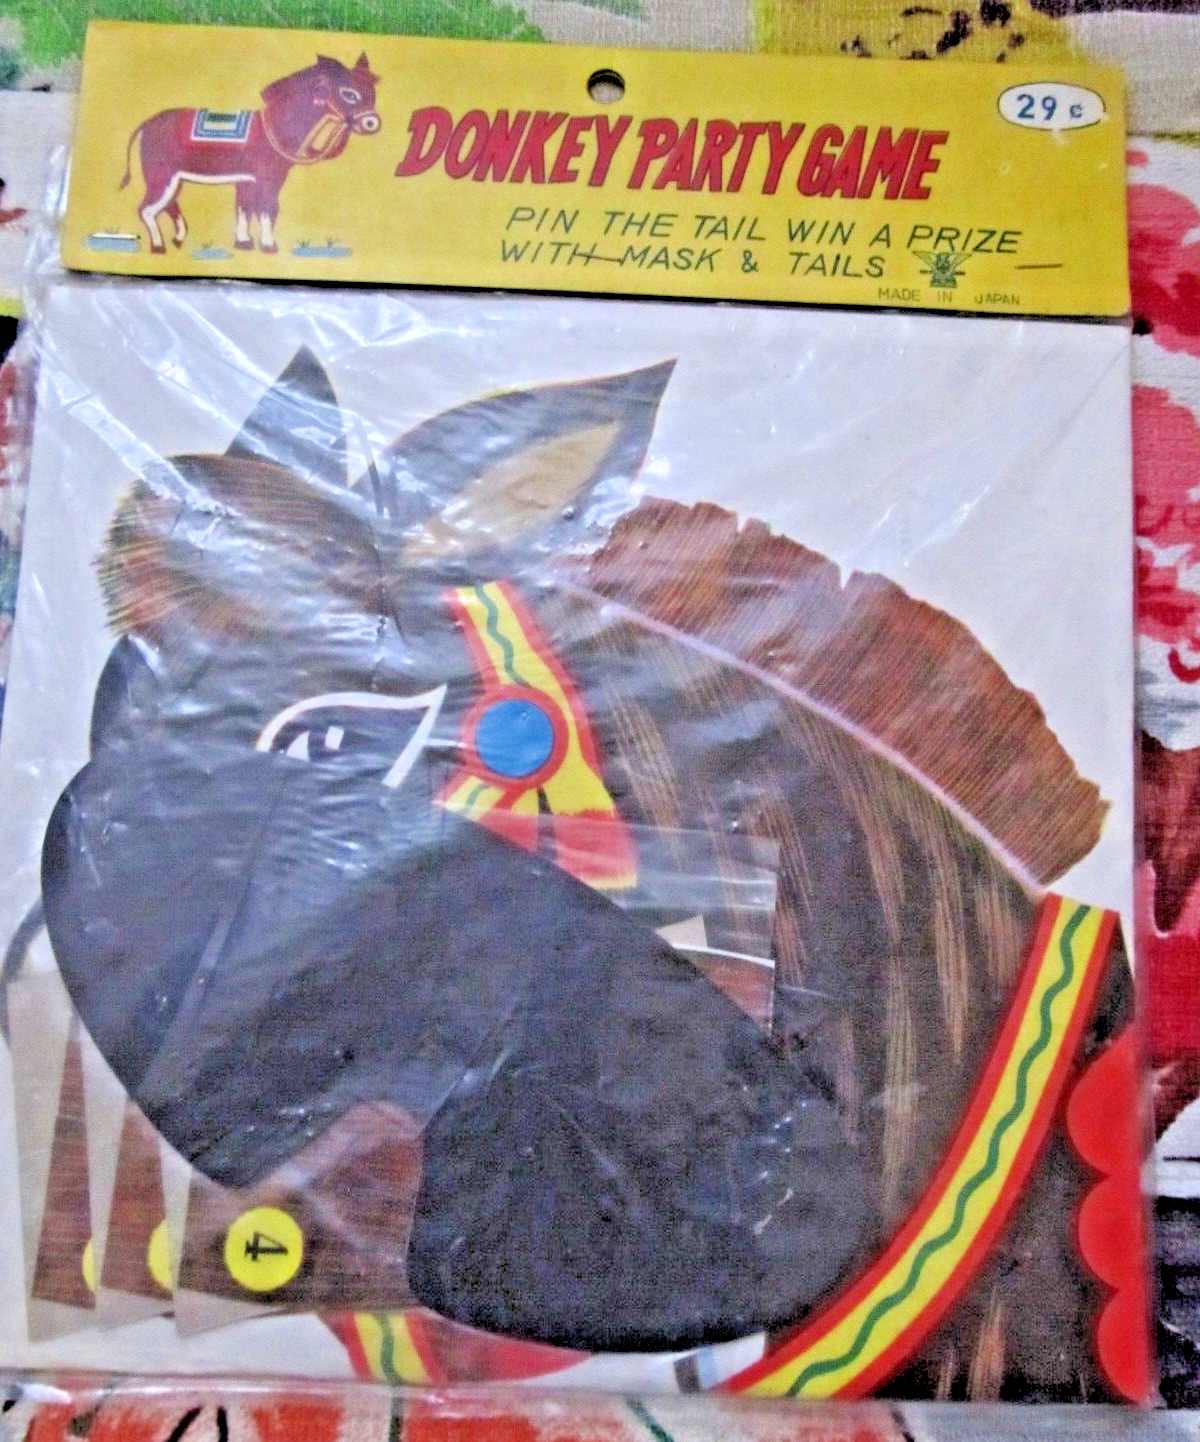 29 ¢
DONKEY PARTY GAME
PIN THE TAIL WIN A PRIZE
WITH MASK & TAILS
MADE IN JAPAN
4